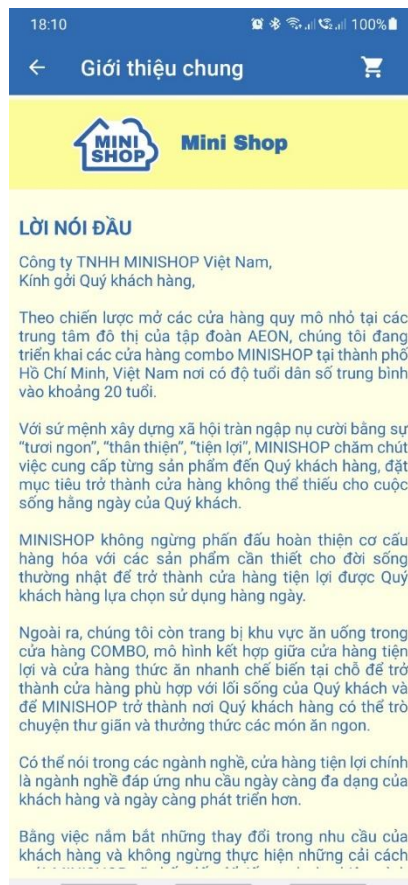 18:10
100%
Giới thiệu chung
MINI
SHOP
Mini Shop
LỜI NÓI ĐẦU
Công ty TNHH MINISHOP Việt Nam,
Kính gởi Quý khách hàng,
Theo chiến lược mở các cửa hàng quy mô nhỏ tại các
trung tâm đô thị của tập đoàn AEON, chúng tôi đang
triển khai các cửa hàng combo MINISHOP tại thành phố
Hồ Chí Minh, Việt Nam nơi có độ tuổi dân số trung bình
vào khoảng 20 tuổi.
Với sứ mệnh xây dựng xã hội tràn ngập nụ cười bằng sự
“tươi ngon”, “thân thiện”, “tiện lợi”, MINISHOP chăm chút
việc cung cấp từng sản phẩm đến Quý khách hàng, đặt
mục tiêu trở thành cửa hàng không thể thiếu cho cuộc
sống hằng ngày của Quý khách.
MINISHOP không ngừng phấn đấu hoàn thiện cơ cấu
hàng hóa với các sản phẩm cần thiết cho đời sống
thường nhật để trở thành cửa hàng tiện lợi được Quý
khách hàng lựa chọn sử dụng hàng ngày.
Ngoài ra, chúng tôi còn trang bị khu vực ăn uống trong
cửa hàng COMBO, mô hình kết hợp giữa cửa hàng tiện
lợi và cửa hàng thức ăn nhanh chế biến tại chỗ để trở
thành cửa hàng phù hợp với lối sống của Quý khách và
để MINISHOP trở thành nơi Quý khách hàng có thể trò
chuyện thư giãn và thưởng thức các món ăn ngon.
Có thể nói trong các ngành nghề, cửa hàng tiện lợi chính
là ngành nghề đáp ứng nhu cầu ngày càng đa dạng của
khách hàng và ngày càng phát triển hơn.
Bằng việc nắm bắt những thay đổi trong nhu cầu của
khách hàng và không ngừng thực hiện những cải cách